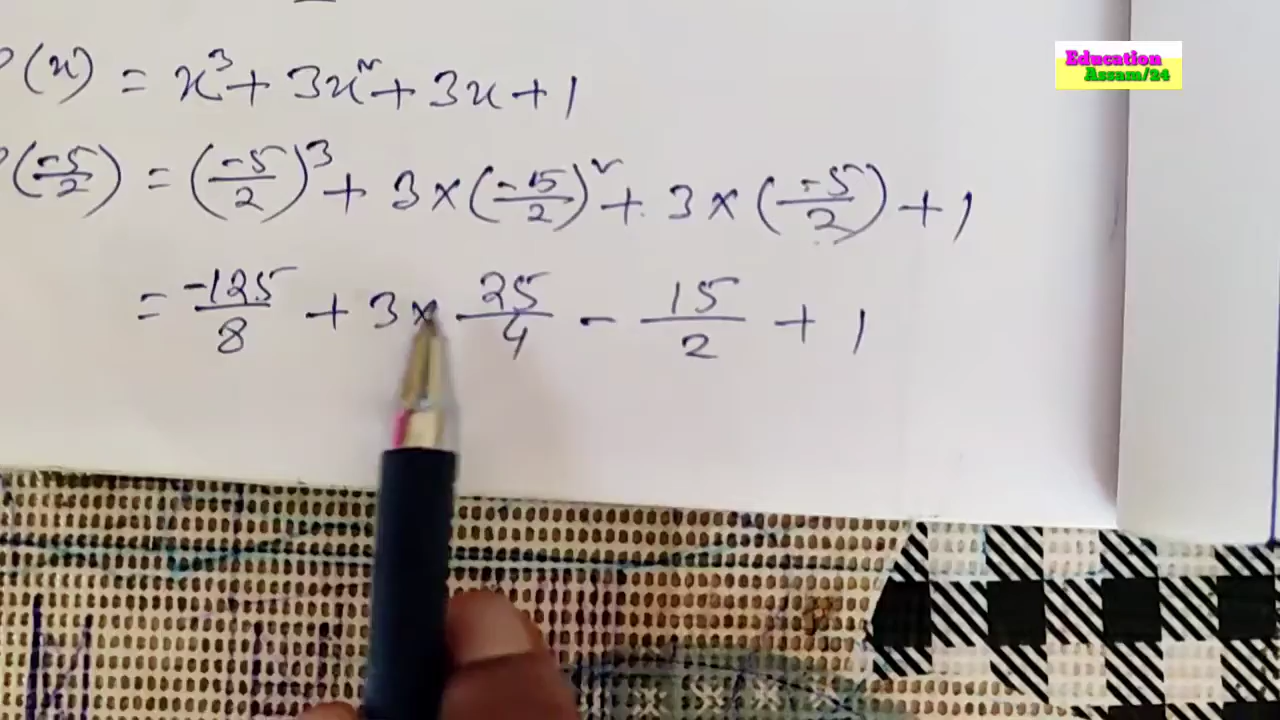 Education
Assam/24
P(x) = x³ + 3x² + 3x + 1
P(-5/2) = (-5/2)³ + 3 × (-15/2)² + 3 × (-5/2) + 1
= -125/8 + 3 × 25/4 - 15/2 + 1